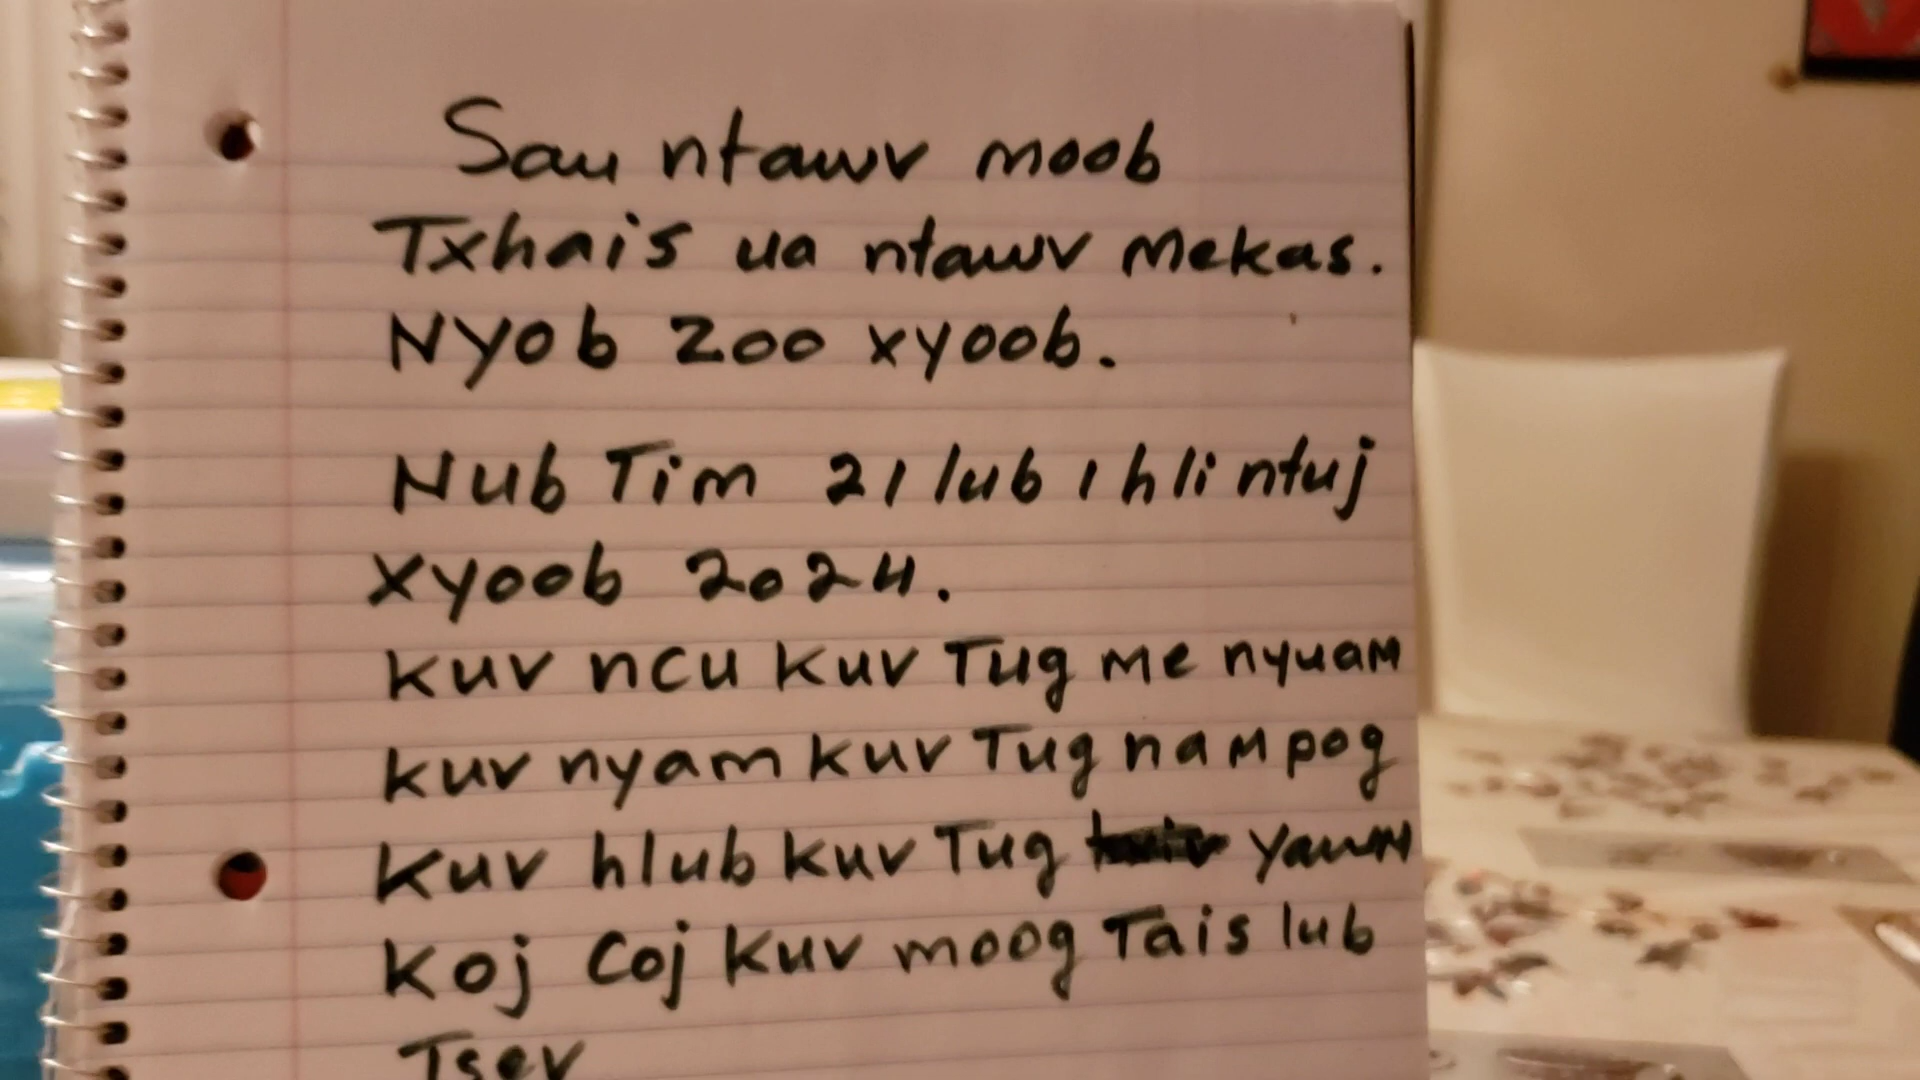 Sau ntawv moob
Txhais ua ntawv Mekas.
Nyob zoo xyoob.
Nub Tim 21 lub 1 hli ntuj
xyoob 2024.
kuv ncu kuv Tug me nyuam
kuv nyam kuv Tug nam pog
kuv hlub kuv Tug yawm
koj coj kuv moog Tais lub
Tsev